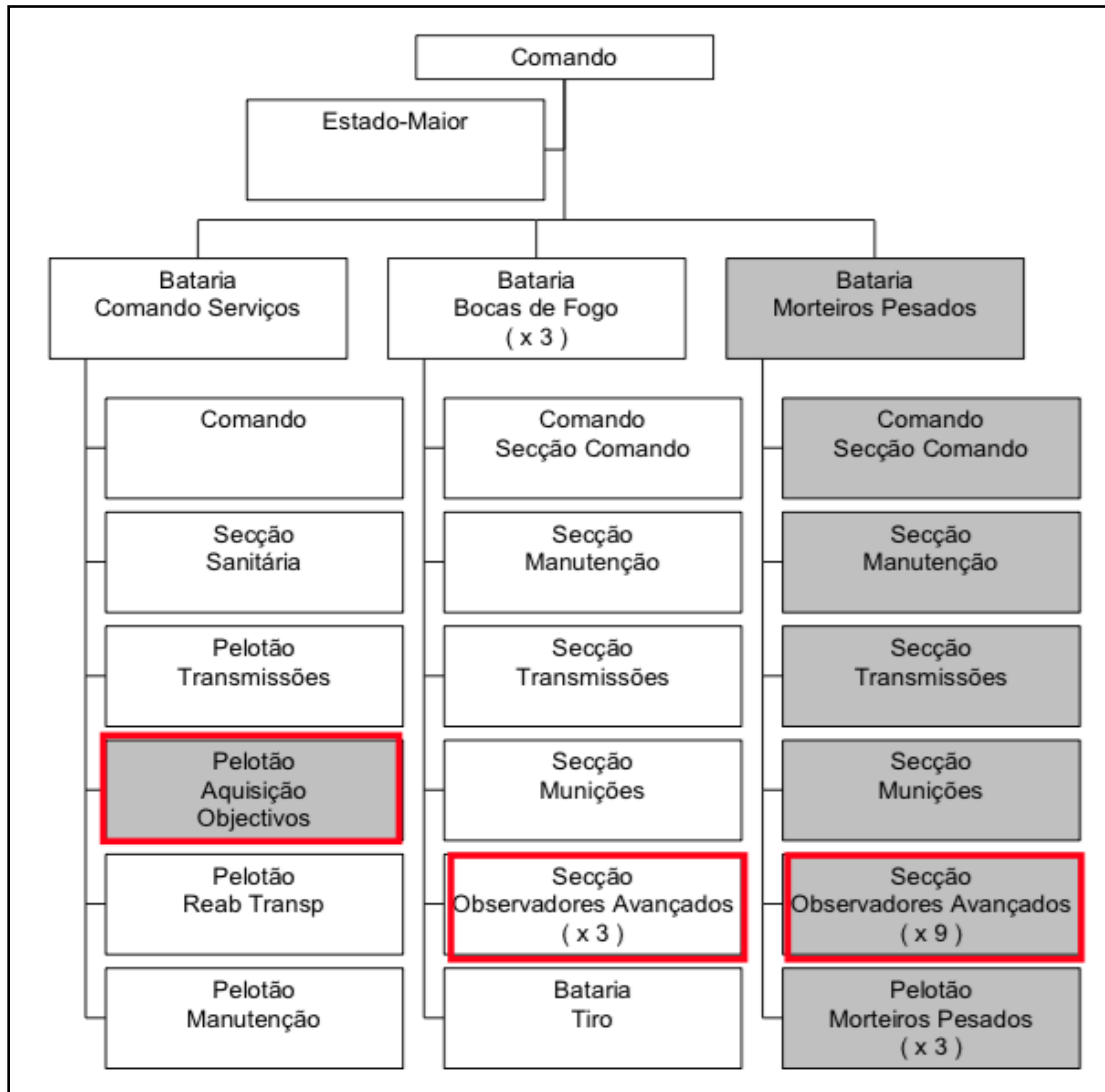 Comando
Estado-Maior
Bataria
Comando Serviços
Bataria
Bocas de Fogo
( x 3 )
Bataria
Morteiros Pesados
Comando
Secção
Sanitária
Pelotão
Transmissões
Pelotão
Aquisição
Objectivos
Pelotão
Reab Transp
Pelotão
Manutenção
Comando
Secção Comando
Secção
Manutenção
Secção
Transmissões
Secção
Munições
Secção
Observadores Avançados
( x 3 )
Bataria
Tiro
Comando
Secção Comando
Secção
Manutenção
Secção
Transmissões
Secção
Munições
Secção
Observadores Avançados
( x 9 )
Pelotão
Morteiros Pesados
( x 3 )